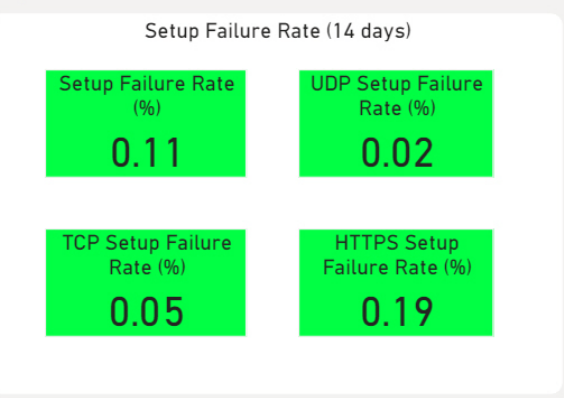 Setup Failure Rate (14 days)
Setup Failure Rate
(%)
0.11
UDP Setup Failure
Rate (%)
0.02
TCP Setup Failure
Rate (%)
0.05
HTTPS Setup
Failure Rate (%)
0.19